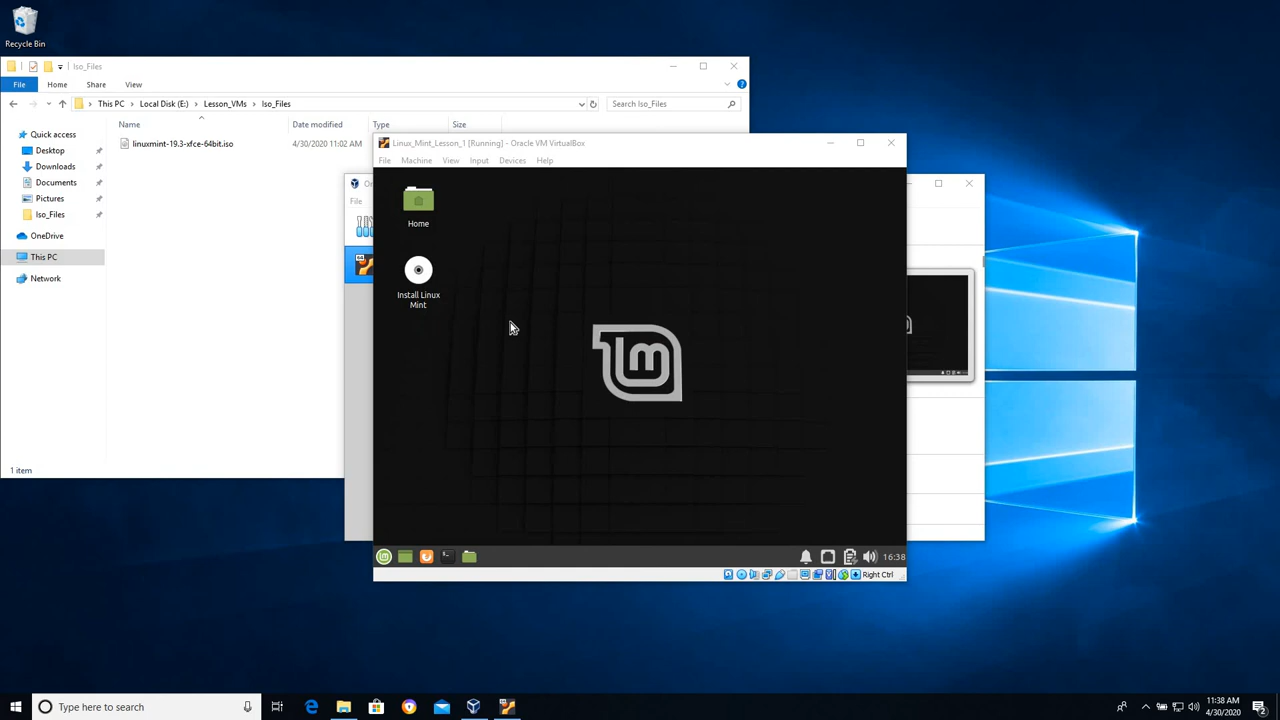 Recycle Bin
Iso_Files
File Home Share View
This PC > Local Disk (E:) > Lesson_VMs > Iso_Files
Search Iso_Files
Name Date modified Type Size
linuxmint-19.3-xfce-64bit.iso 4/30/2020 11:02 AM
Quick access
Desktop
Downloads
Documents
Pictures
Iso_Files
OneDrive
This PC
Network
1 item
File
Linux_Mint_Lesson_1 [Running] - Oracle VM VirtualBox
File Machine View Input Devices Help
Home
Install Linux
Mint
lm
16:38
Right Ctrl
Type here to search
11:38 AM
4/30/2020
2